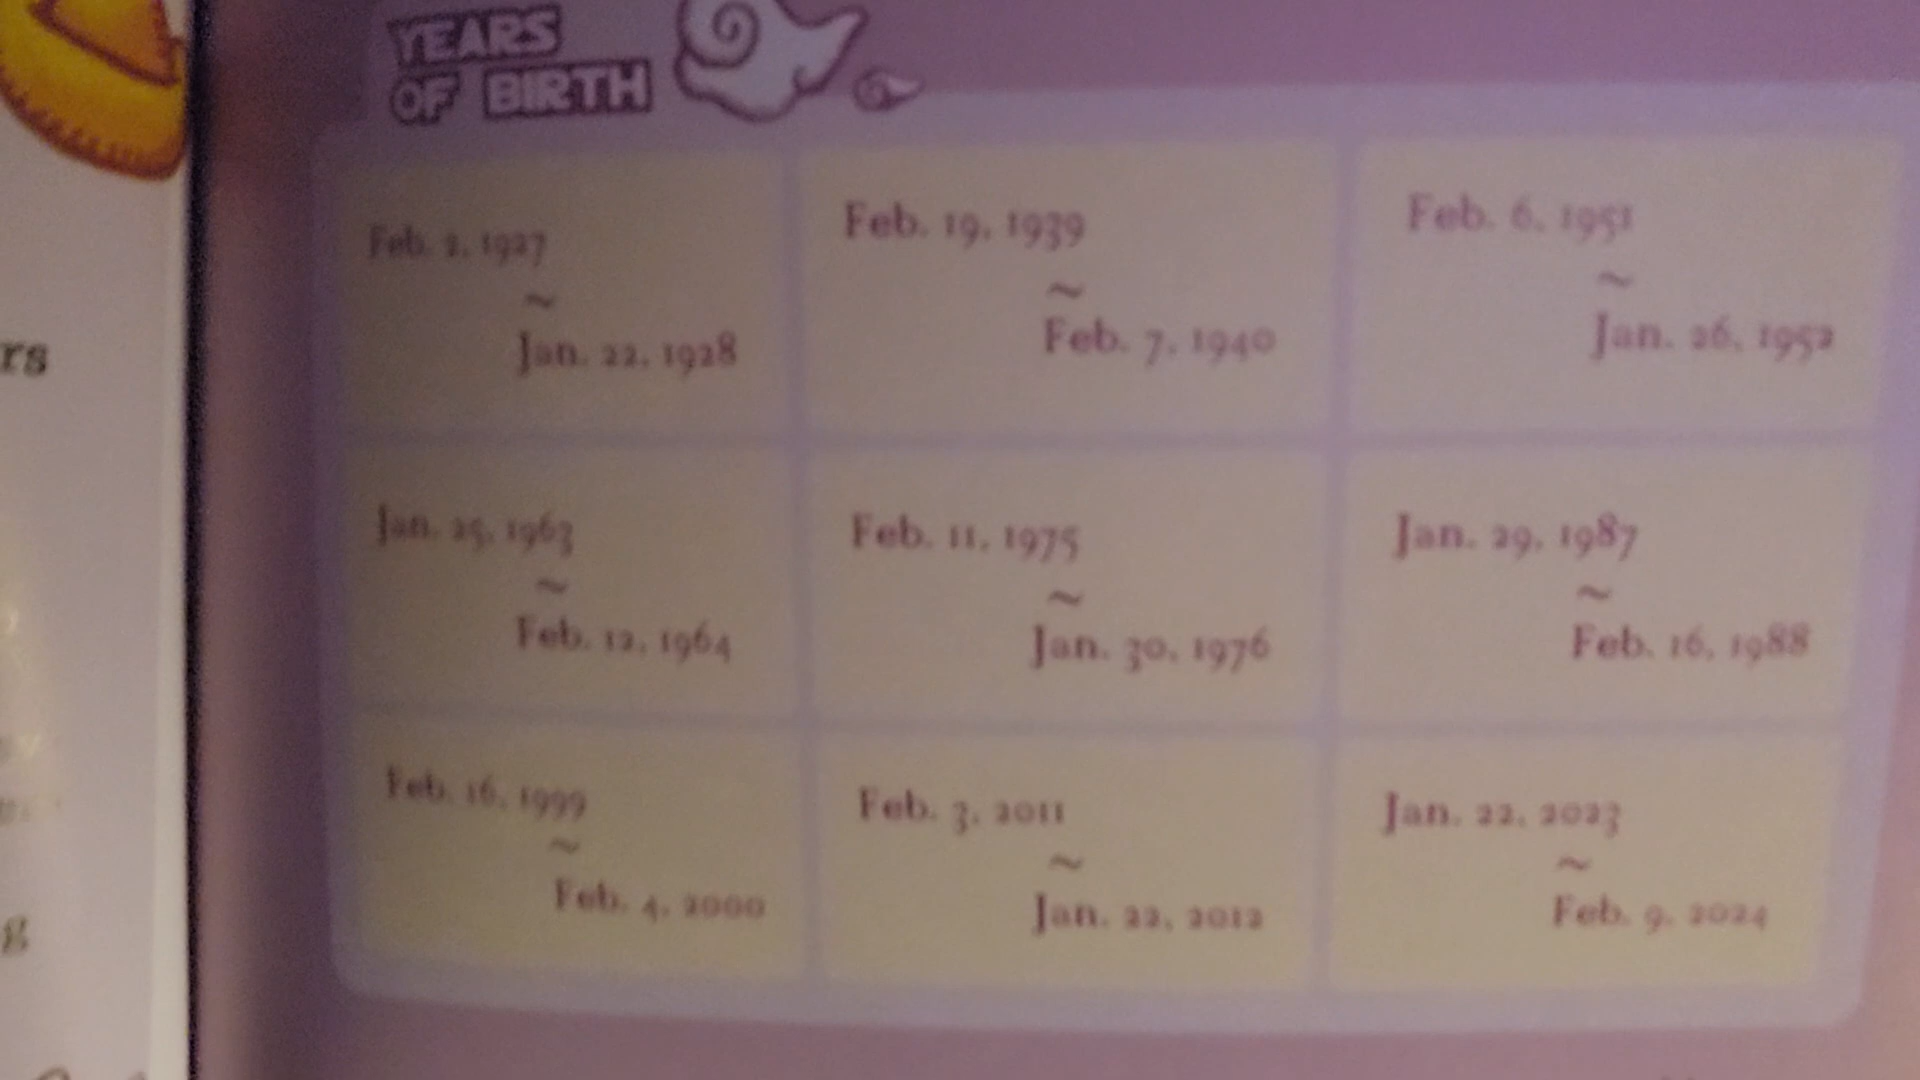 YEARS
OF BIRTH
Feb. 2, 1927
~
Jan. 22, 1928
Feb. 19, 1939
~
Feb. 7, 1940
Feb. 6, 1951
~
Jan. 26, 1952
Jan. 25, 1963
~
Feb. 12, 1964
Feb. 11, 1975
~
Jan. 30, 1976
Jan. 29, 1987
~
Feb. 16, 1988
Feb. 16, 1999
~
Feb. 4, 2000
Feb. 3, 2011
~
Jan. 22, 2012
Jan. 22, 2023
~
Feb. 9, 2024
rs
g